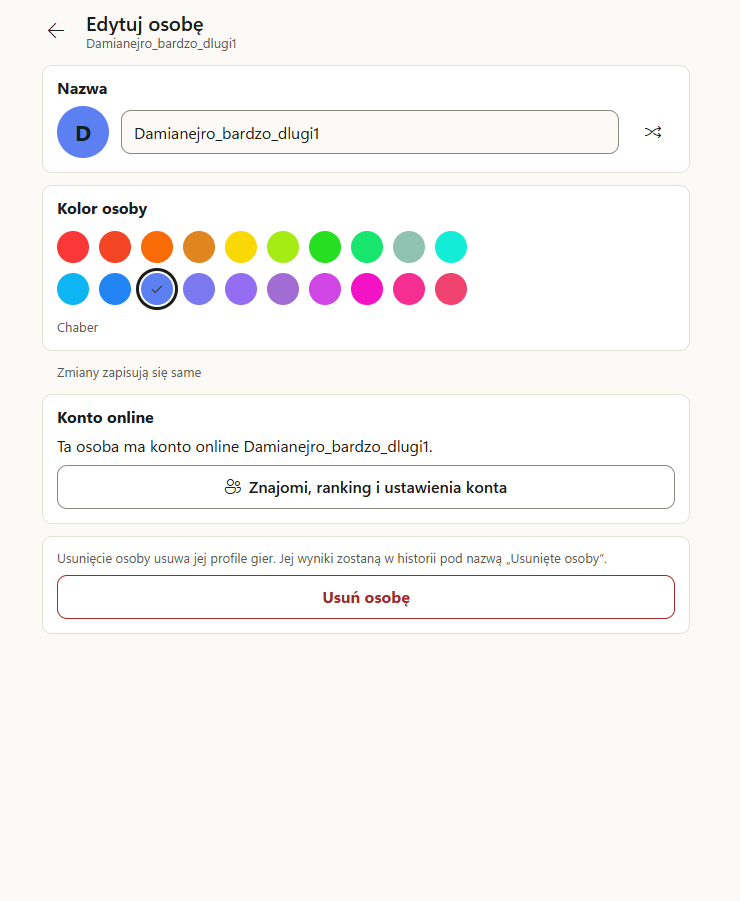 Edytuj osobę
Damianejro_bardzo_dlugi1
Nazwa
D
Damianejro_bardzo_dlugi1
Kolor osoby
Chaber
Zmiany zapisują się same
Konto online
Ta osoba ma konto online Damianejro_bardzo_dlugi1.
Znajomi, ranking i ustawienia konta
Usunięcie osoby usuwa jej profile gier. Jej wyniki zostaną w historii pod nazwą „Usunięte osoby”.
Usuń osobę